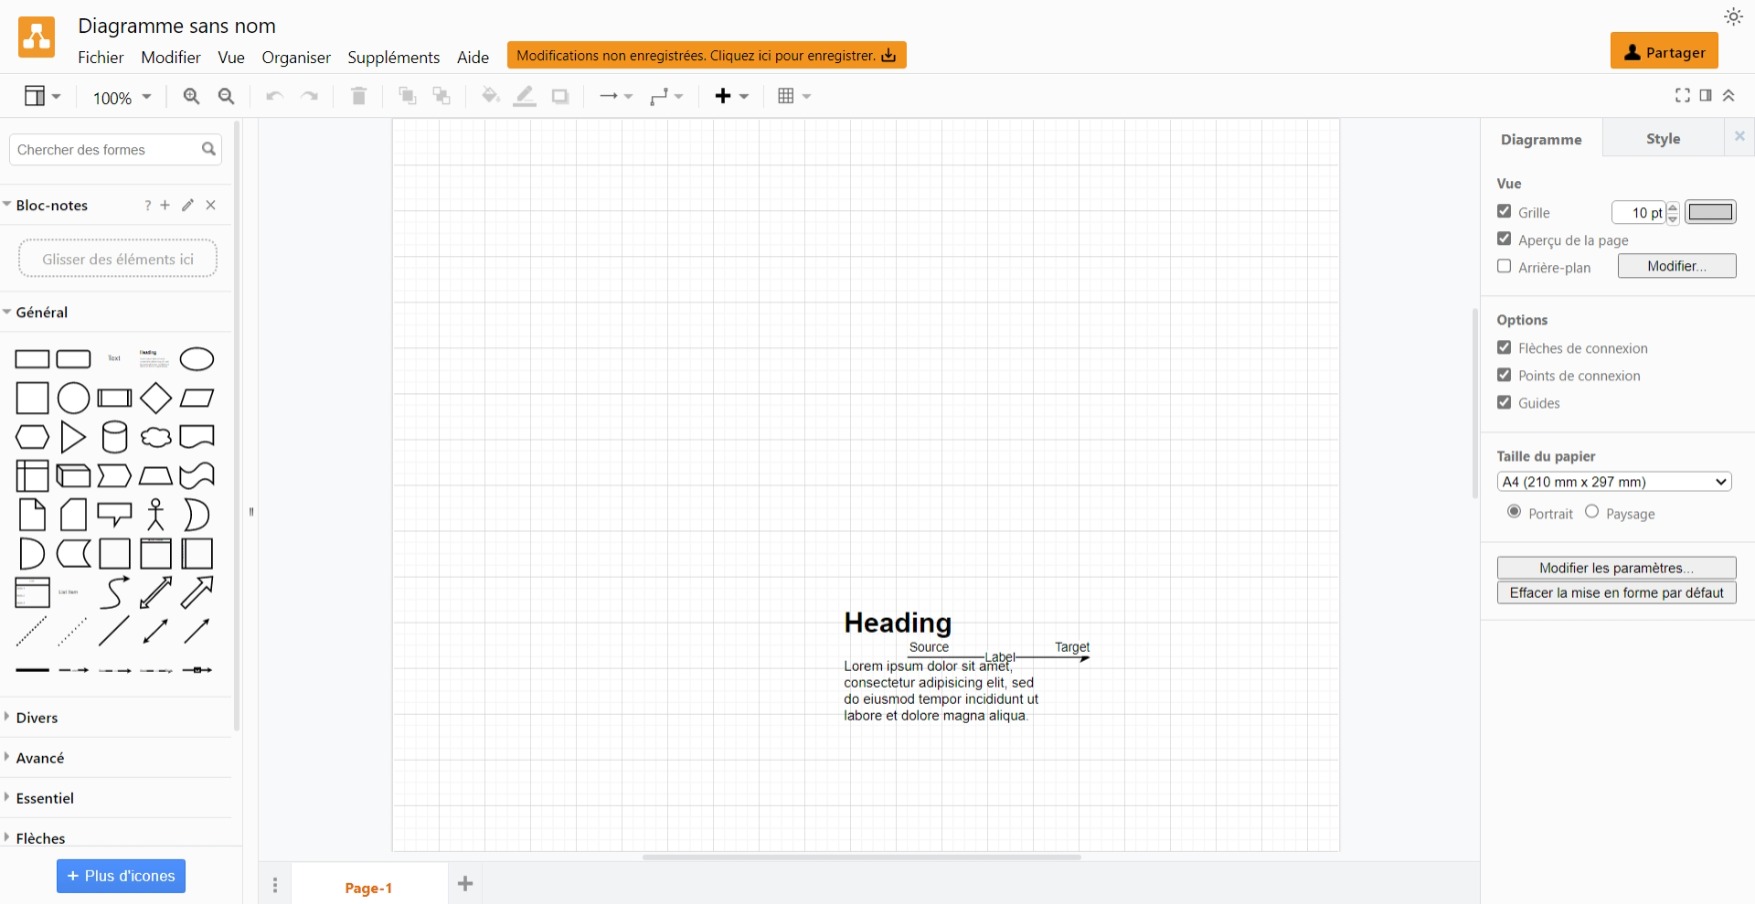 Diagramme sans nom
Fichier Modifier Vue Organiser Suppléments Aide
Modifications non enregistrées. Cliquez ici pour enregistrer.
Partager
100%
Chercher des formes
Bloc-notes ? + ×
Glisser des éléments ici
Général
Text
Heading
List Item
Divers
Avancé
Essentiel
Flèches
+ Plus d'icones
Heading
Source
Target
Label
Lorem ipsum dolor sit amet,
consectetur adipisicing elit, sed
do eiusmod tempor incididunt ut
labore et dolore magna aliqua.
Page-1
Diagramme
Style
Vue
Grille
10 pt
Aperçu de la page
Arrière-plan
Modifier...
Options
Flèches de connexion
Points de connexion
Guides
Taille du papier
A4 (210 mm x 297 mm)
Portrait
Paysage
Modifier les paramètres...
Effacer la mise en forme par défaut